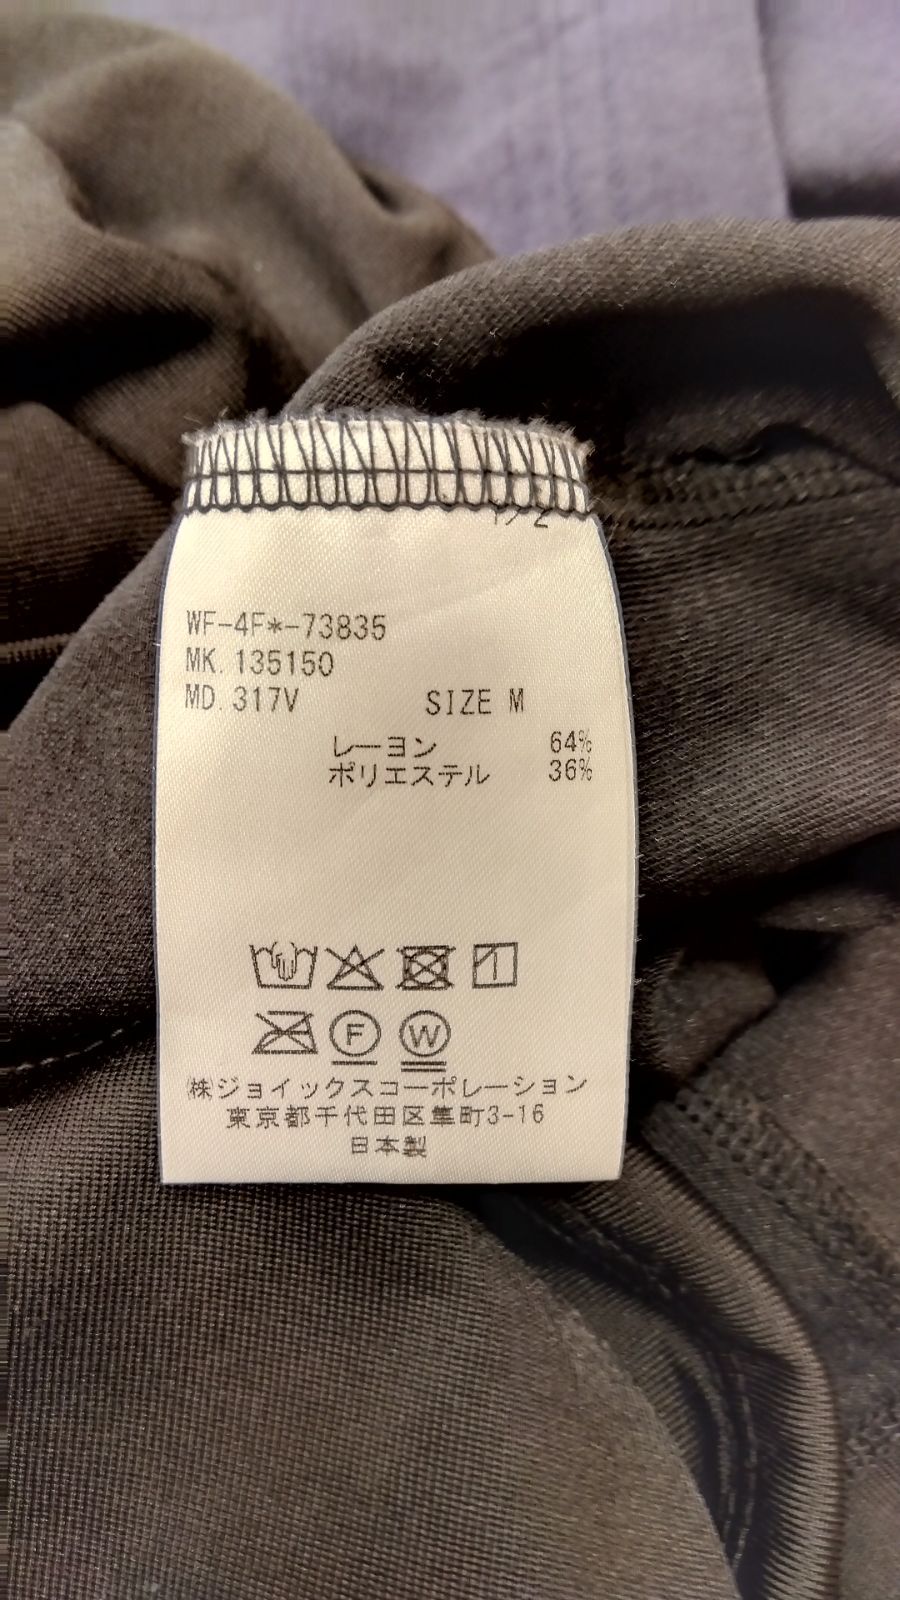 WF-4F*-73835
MK.135150
MD.317V SIZE M
レーヨン 64%
ポリエステル 36%
F W
㈱ジョイックスコーポレーション
東京都千代田区隼町3-16
日本製